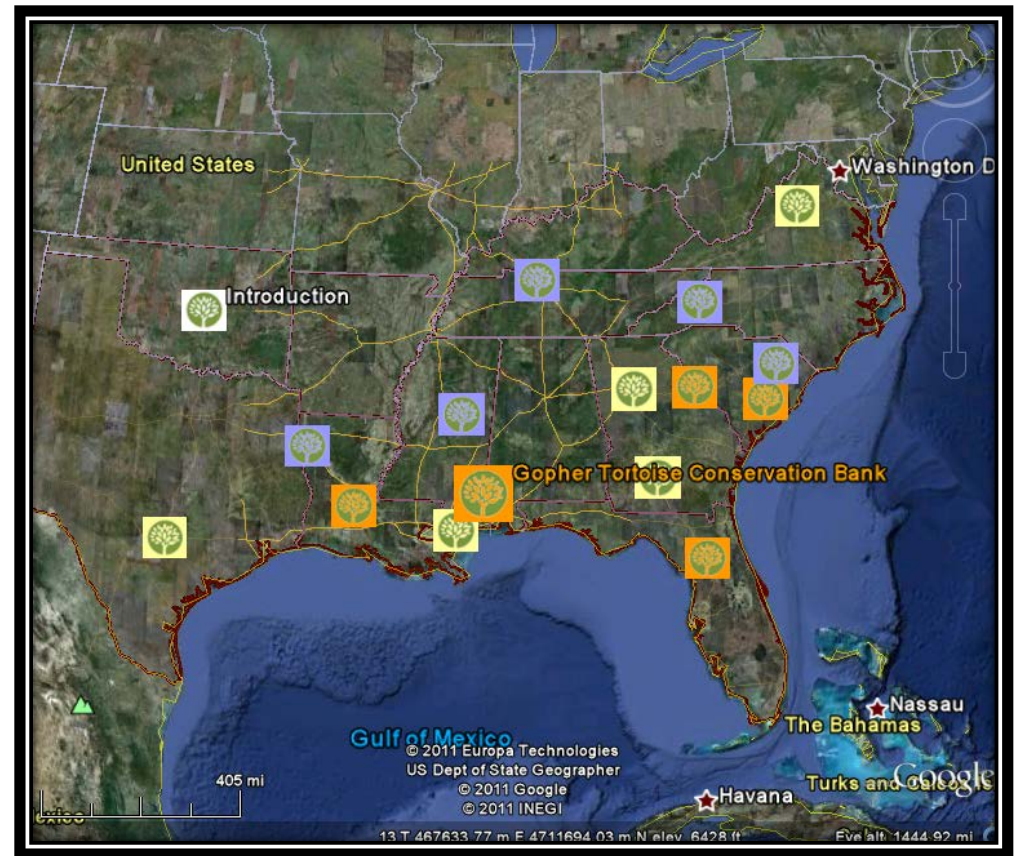 United States
Washington D
Introduction
Gopher Tortoise Conservation Bank
Nassau
The Bahamas
Gulf of Mexico
© 2011 Europa Technologies
US Dept of State Geographer
© 2011 Google
© 2011 INEGI
405 mi
Turks and Caicos Is
Google
Havana
exico
13 T 467633.77 m E 4711694.03 m N elev 6428 ft
Eye alt 1444.92 mi